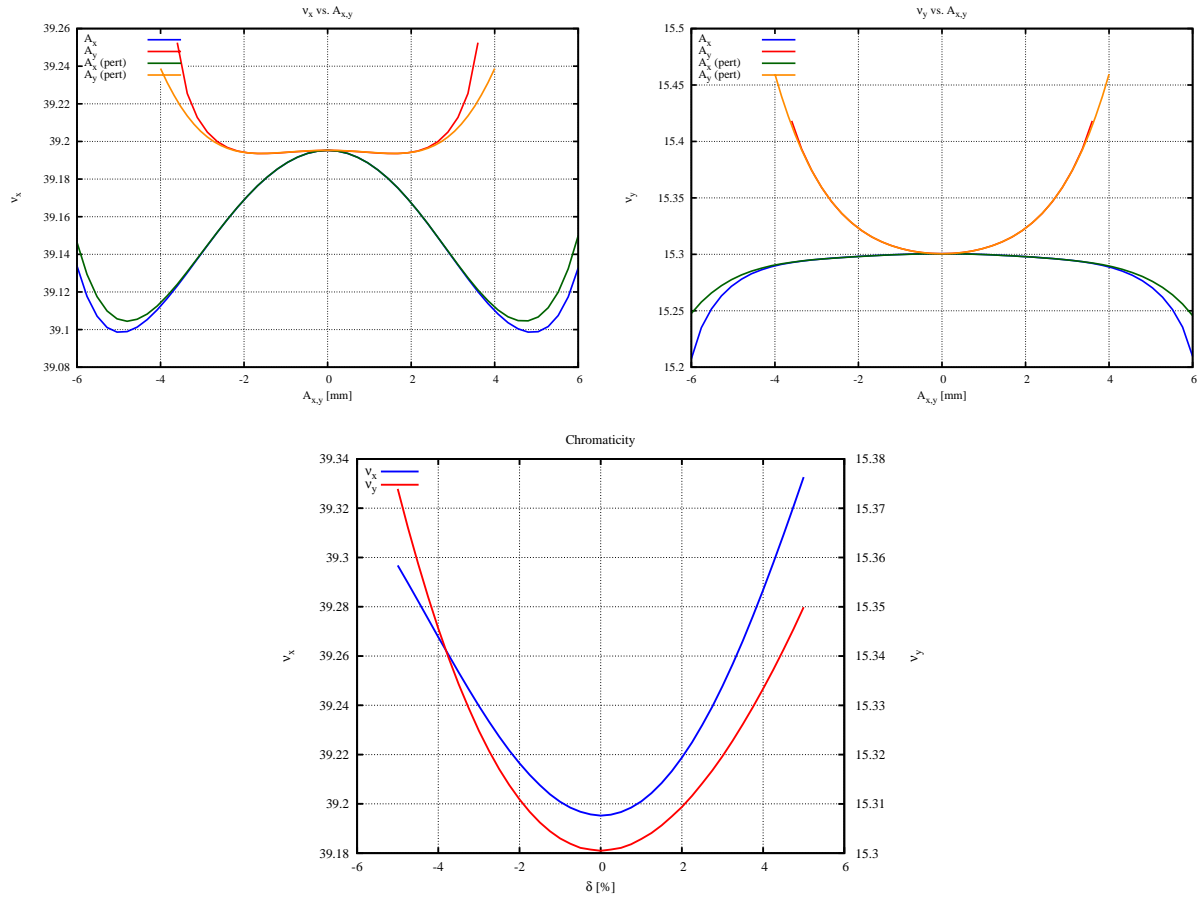 ν_x vs. A_x,y
39.26
39.24
39.22
39.2
39.18
39.16
39.14
39.12
39.1
39.08
ν_x
A_x
A_y
A_x (pert)
A_y (pert)
-6 -4 -2 0 2 4 6
A_x,y [mm]
ν_y vs. A_x,y
15.5
15.45
15.4
15.35
15.3
15.25
15.2
ν_y
A_x
A_y
A_x (pert)
A_y (pert)
-6 -4 -2 0 2 4 6
A_x,y [mm]
Chromaticity
39.34
39.32
39.3
39.28
39.26
39.24
39.22
39.2
39.18
ν_x
ν_x
ν_y
15.38
15.37
15.36
15.35
15.34
15.33
15.32
15.31
15.3
ν_y
-6 -4 -2 0 2 4 6
δ [%]